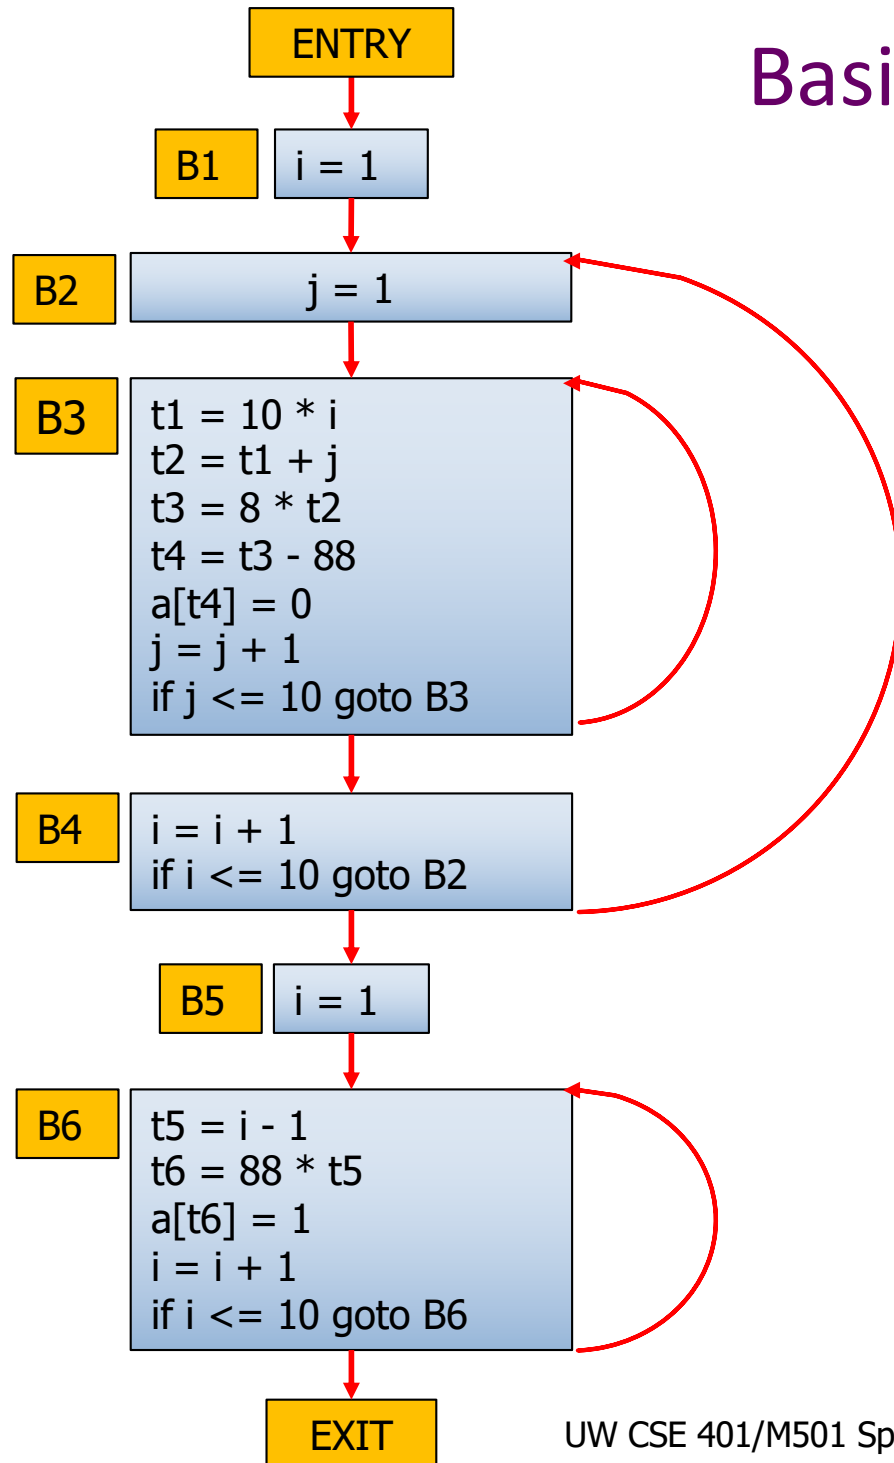 ENTRY
Basi
B1
i = 1
B2
j = 1
B3
t1 = 10 * i
t2 = t1 + j
t3 = 8 * t2
t4 = t3 - 88
a[t4] = 0
j = j + 1
if j <= 10 goto B3
B4
i = i + 1
if i <= 10 goto B2
B5
i = 1
B6
t5 = i - 1
t6 = 88 * t5
a[t6] = 1
i = i + 1
if i <= 10 goto B6
EXIT
UW CSE 401/M501 Sp